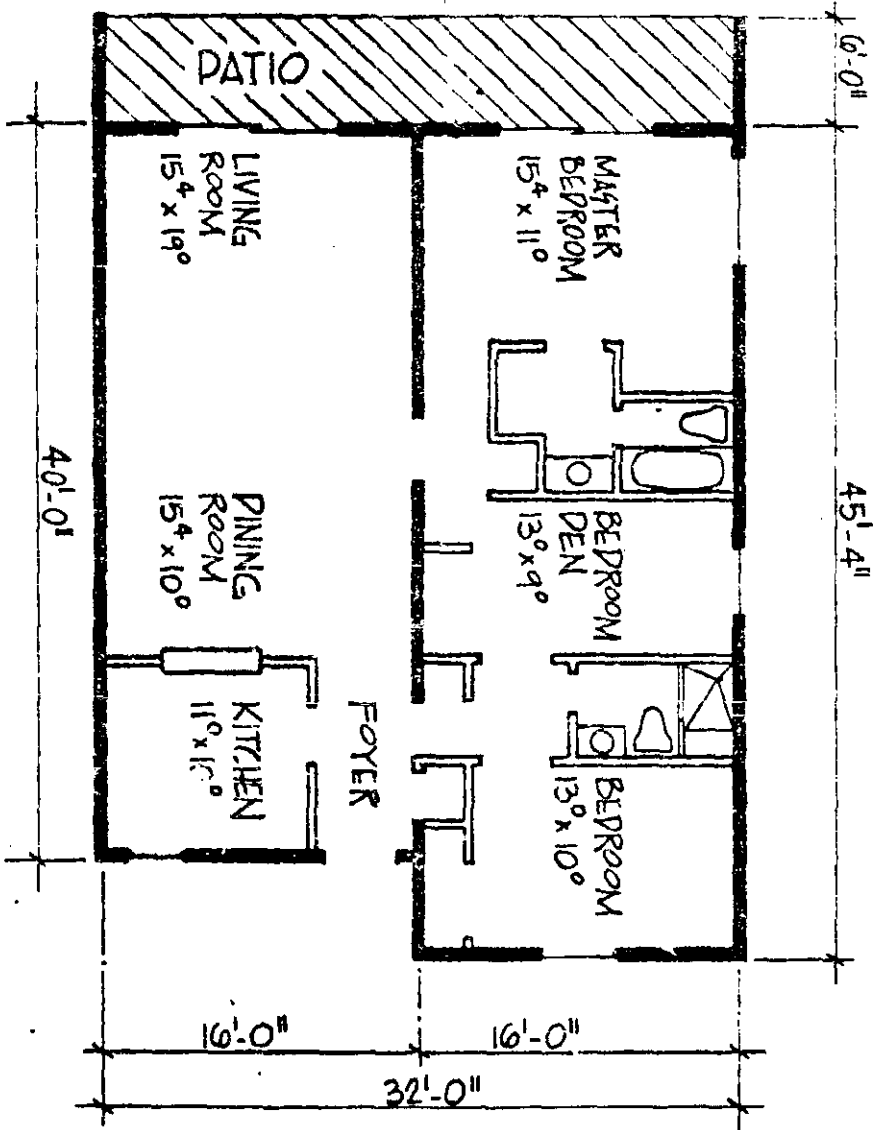 PATIO
6'-0"
LIVING
ROOM
15⁴ x 19⁰
MASTER
BEDROOM
15⁴ x 11⁰
45'-4"
40'-0"
DINING
ROOM
15⁴ x 10⁰
BEDROOM
DEN
13⁰ x 9⁰
KITCHEN
11⁰ x
FOYER
BEDROOM
13⁰ x 10⁰
16'-0"
16'-0"
32'-0"